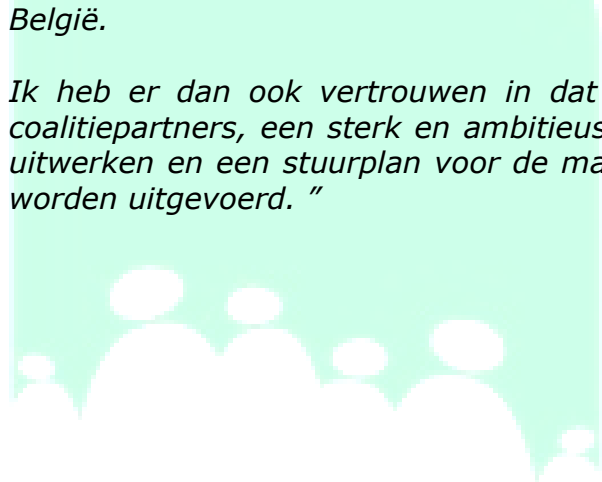 België.
Ik heb er dan ook vertrouwen in dat
coalitiepartners, een sterk en ambitieus
uitwerken en een stuurplan voor de ma
worden uitgevoerd. ”